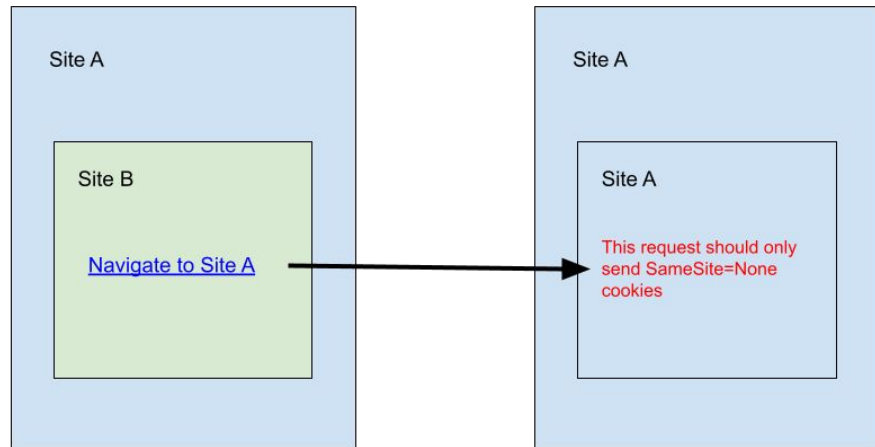 Site A
Site B
Navigate to Site A
Site A
Site A
This request should only
send SameSite=None
cookies